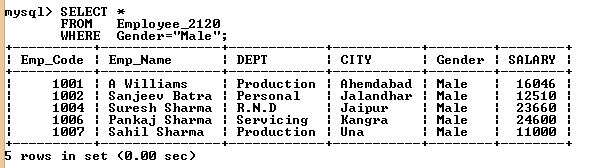 mysql> SELECT *
FROM Employee_2120
WHERE Gender="Male";
+----------+---------------+------------+-----------+--------+--------+
| Emp_Code | Emp_Name | DEPT | CITY | Gender | SALARY |
+----------+---------------+------------+-----------+--------+--------+
| 1001 | A Williams | Production | Ahemdabad | Male | 16046 |
| 1002 | Sanjeev Batra | Personal | Jalandhar | Male | 12510 |
| 1004 | Suresh Sharma | R.N.D | Jaipur | Male | 23660 |
| 1006 | Pankaj Sharma | Servicing | Kangra | Male | 24600 |
| 1007 | Sahil Sharma | Production | Una | Male | 11000 |
+----------+---------------+------------+-----------+--------+--------+
5 rows in set (0.00 sec)